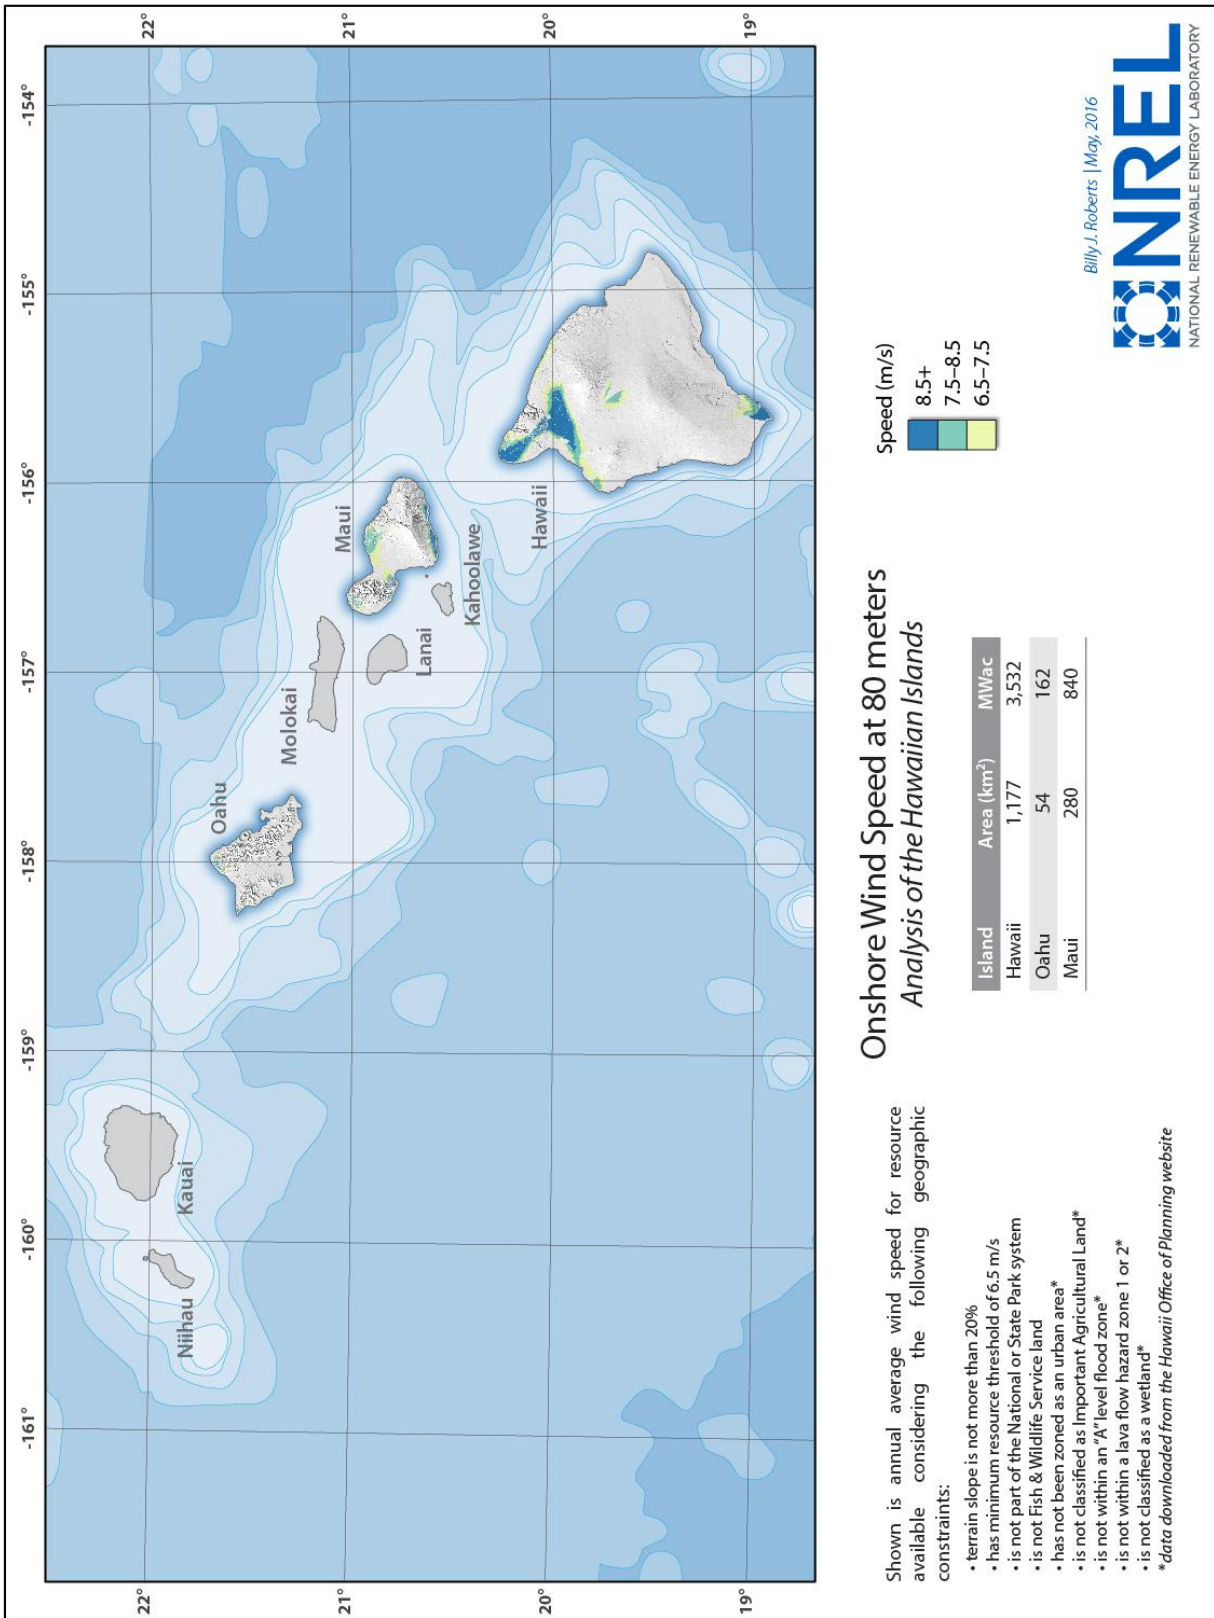 -161°
-160°
-159°
-158°
-157°
-156°
-155°
-154°
22°
22°
21°
21°
20°
20°
19°
19°
Niihau
Kauai
Oahu
Molokai
Lanai
Maui
Kahoolawe
Hawaii
Shown is annual average wind speed for resource
available considering the following geographic
constraints:
• terrain slope is not more than 20%
• has minimum resource threshold of 6.5 m/s
• is not part of the National or State Park system
• is not Fish & Wildlife Service land
• has not been zoned as an urban area*
• is not classified as Important Agricultural Land*
• is not within an "A" level flood zone*
• is not within a lava flow hazard zone 1 or 2*
• is not classified as a wetland*
*data downloaded from the Hawaii Office of Planning website
Onshore Wind Speed at 80 meters
Analysis of the Hawaiian Islands
Island Area (km²) MWac
Hawaii 1,177 3,532
Oahu 54 162
Maui 280 840
Speed (m/s)
8.5+
7.5–8.5
6.5–7.5
Billy J. Roberts | May, 2016
NREL
NATIONAL RENEWABLE ENERGY LABORATORY